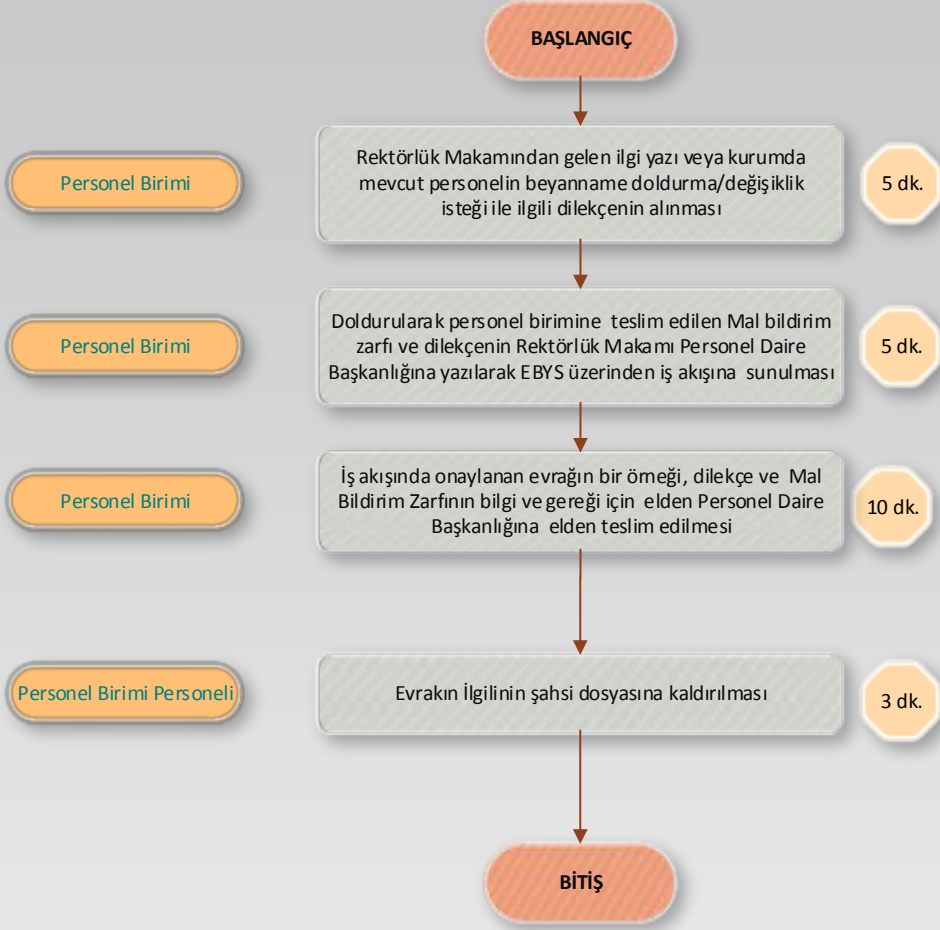 BAŞLANGIÇ
Personel Birimi
Rektörlük Makamından gelen ilgi yazı veya kurumda
mevcut personelin beyanname doldurma/değişiklik
isteği ile ilgili dilekçenin alınması
5 dk.
Personel Birimi
Doldurularak personel birimine teslim edilen Mal bildirim
zarfı ve dilekçenin Rektörlük Makamı Personel Daire
Başkanlığına yazılarak EBYS üzerinden iş akışına sunulması
5 dk.
Personel Birimi
İş akışında onaylanan evrağın bir örneği, dilekçe ve Mal
Bildirim Zarfının bilgi ve gereği için elden Personel Daire
Başkanlığına elden teslim edilmesi
10 dk.
Personel Birimi Personeli
Evrakın İlgilinin şahsi dosyasına kaldırılması
3 dk.
BİTİŞ